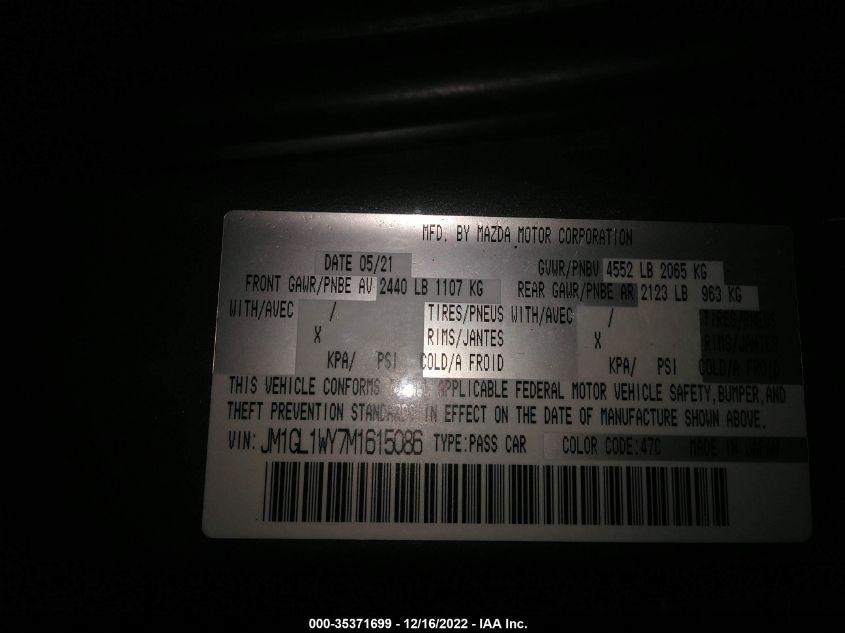 MFD. BY MAZDA MOTOR CORPORATION
DATE 05/21 GVWR/PNBV 4552 LB 2065 KG
FRONT GAWR/PNBE AV 2440 LB 1107 KG REAR GAWR/PNBE AR 2123 LB 963 KG
WITH/AVEC / TIRES/PNEUS WITH/AVEC / TIRES/PNEUS
X RIMS/JANTES X RIMS/JANTES
KPA/ PSI COLD/A FROID KPA/ PSI COLD/A FROID
THIS VEHICLE CONFORMS APPLICABLE FEDERAL MOTOR VEHICLE SAFETY,BUMPER,AND
THEFT PREVENTION STANDARDS IN EFFECT ON THE DATE OF MANUFACTURE SHOWN ABOVE.
VIN: JM1GL1WY7M1615086 TYPE:PASS CAR COLOR CODE:47C MADE IN JAPAN
000-35371699 - 12/16/2022 - IAA Inc.